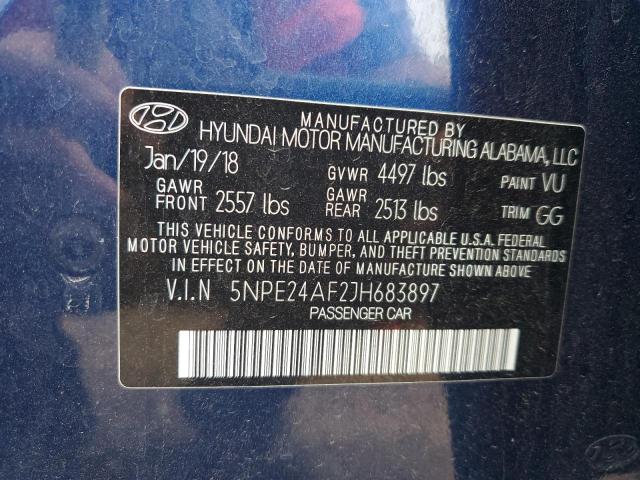 MANUFACTURED BY
HYUNDAI MOTOR MANUFACTURING ALABAMA, LLC
Jan/19/18 GVWR 4497 lbs PAINT VU
GAWR FRONT 2557 lbs GAWR REAR 2513 lbs TRIM GG
THIS VEHICLE CONFORMS TO ALL APPLICABLE U.S.A. FEDERAL
MOTOR VEHICLE SAFETY, BUMPER, AND THEFT PREVENTION STANDARDS
IN EFFECT ON THE DATE OF MANUFACTURE SHOWN ABOVE.
V.I.N 5NPE24AF2JH683897
PASSENGER CAR